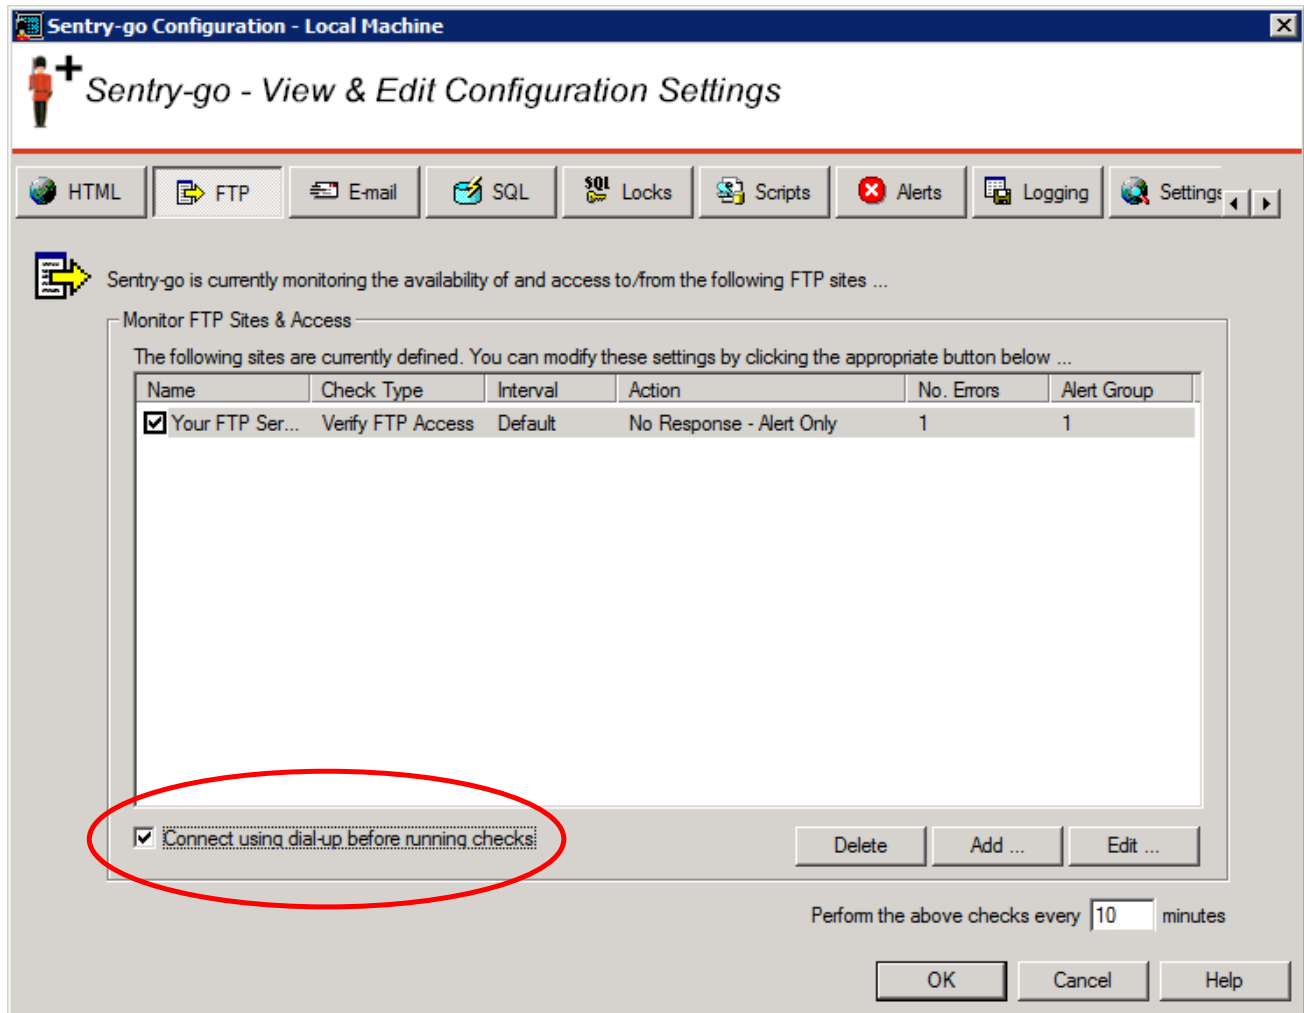 Sentry-go Configuration - Local Machine
Sentry-go - View & Edit Configuration Settings
HTML FTP E-mail SQL SQL Locks Scripts Alerts Logging Settings
Sentry-go is currently monitoring the availability of and access to/from the following FTP sites ...
Monitor FTP Sites & Access
The following sites are currently defined. You can modify these settings by clicking the appropriate button below ...
Name Check Type Interval Action No. Errors Alert Group
Your FTP Ser... Verify FTP Access Default No Response - Alert Only 1 1
Connect using dial-up before running checks
Delete Add ... Edit ...
Perform the above checks every 10 minutes
OK Cancel Help